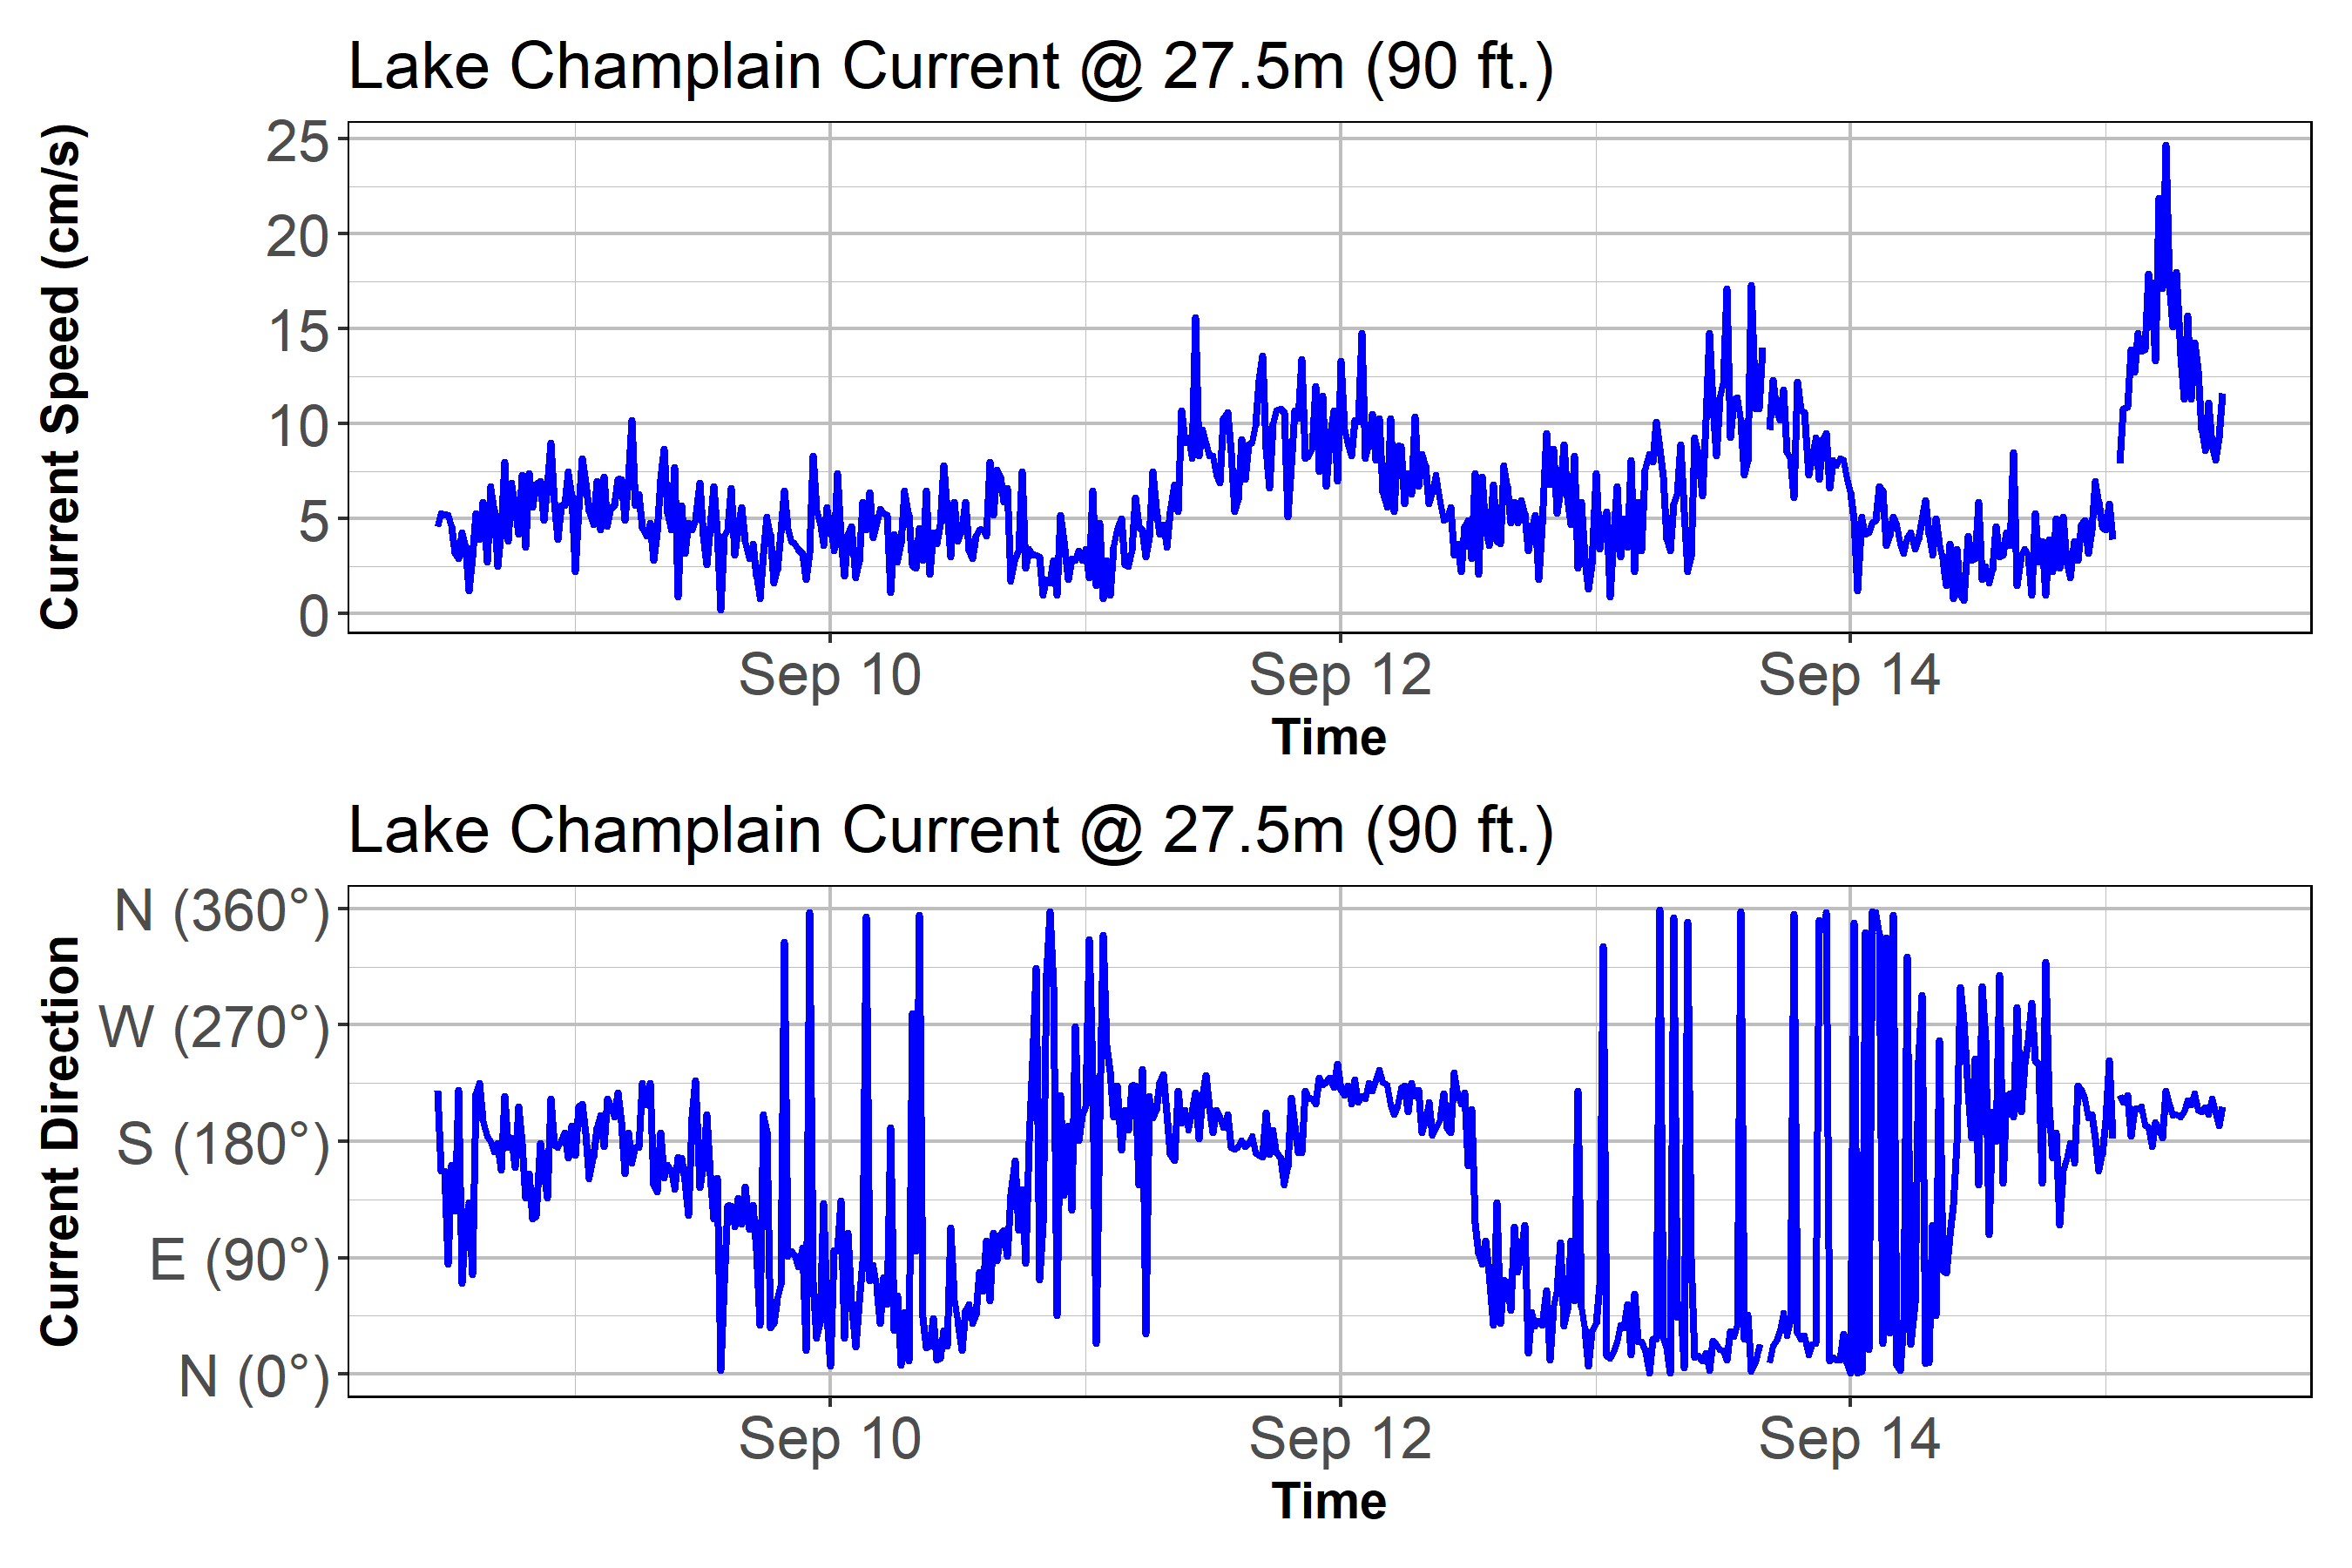 Lake Champlain Current @ 27.5m (90 ft.)
Current Speed (cm/s)
25
20
15
10
5
0
Sep 10 Sep 12 Sep 14
Time
Lake Champlain Current @ 27.5m (90 ft.)
Current Direction
N (360°)
W (270°)
S (180°)
E (90°)
N (0°)
Sep 10 Sep 12 Sep 14
Time